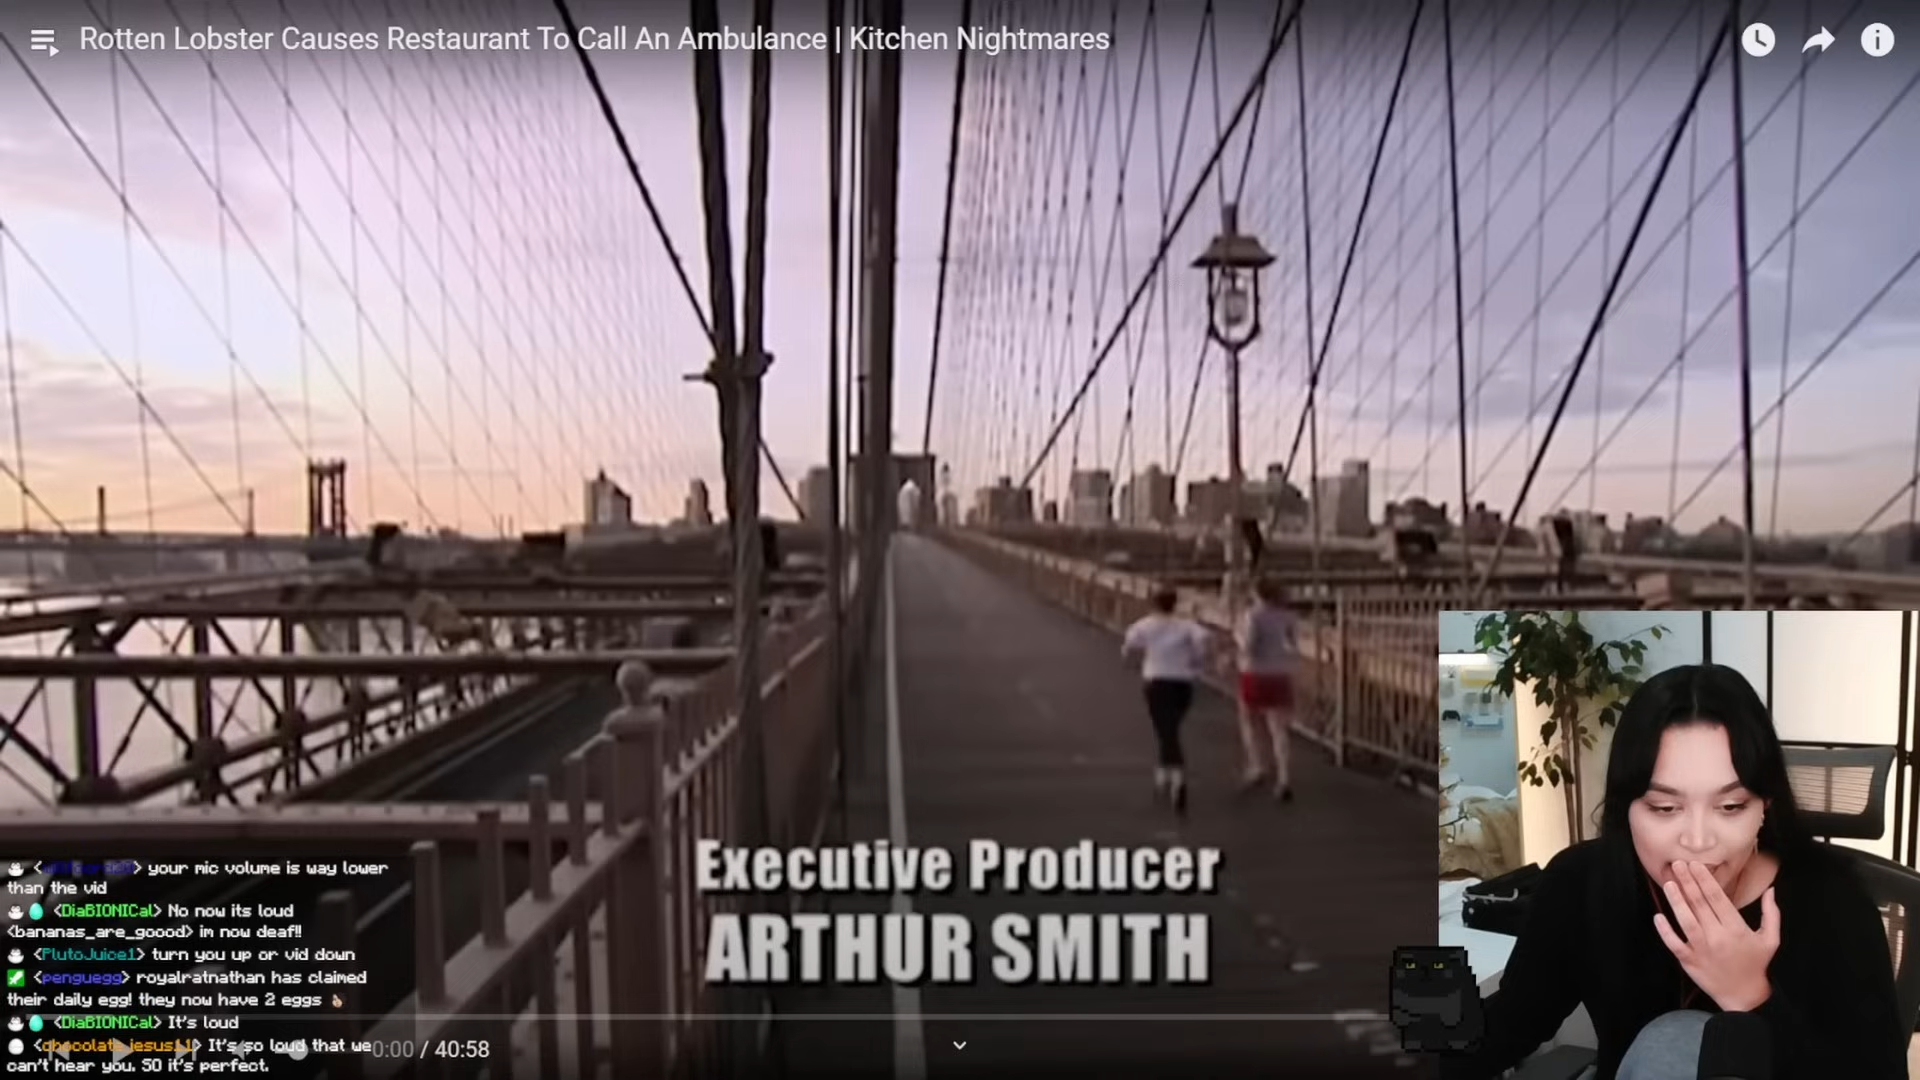 Rotten Lobster Causes Restaurant To Call An Ambulance | Kitchen Nightmares
Executive Producer
ARTHUR SMITH
your mic volume is way lower
than the vid
<DiaBIONICal> No now its loud
<bananas_are_goood> im now deaf!!
<PlutoJuice1> turn you up or vid down
<penguegg> royalratnathan has claimed
their daily egg! they now have 2 eggs
<DiaBIONICal> It's loud
<chocolate_jesus11> It's so loud that we
can't hear you. SO it's perfect.
0:00 / 40:58